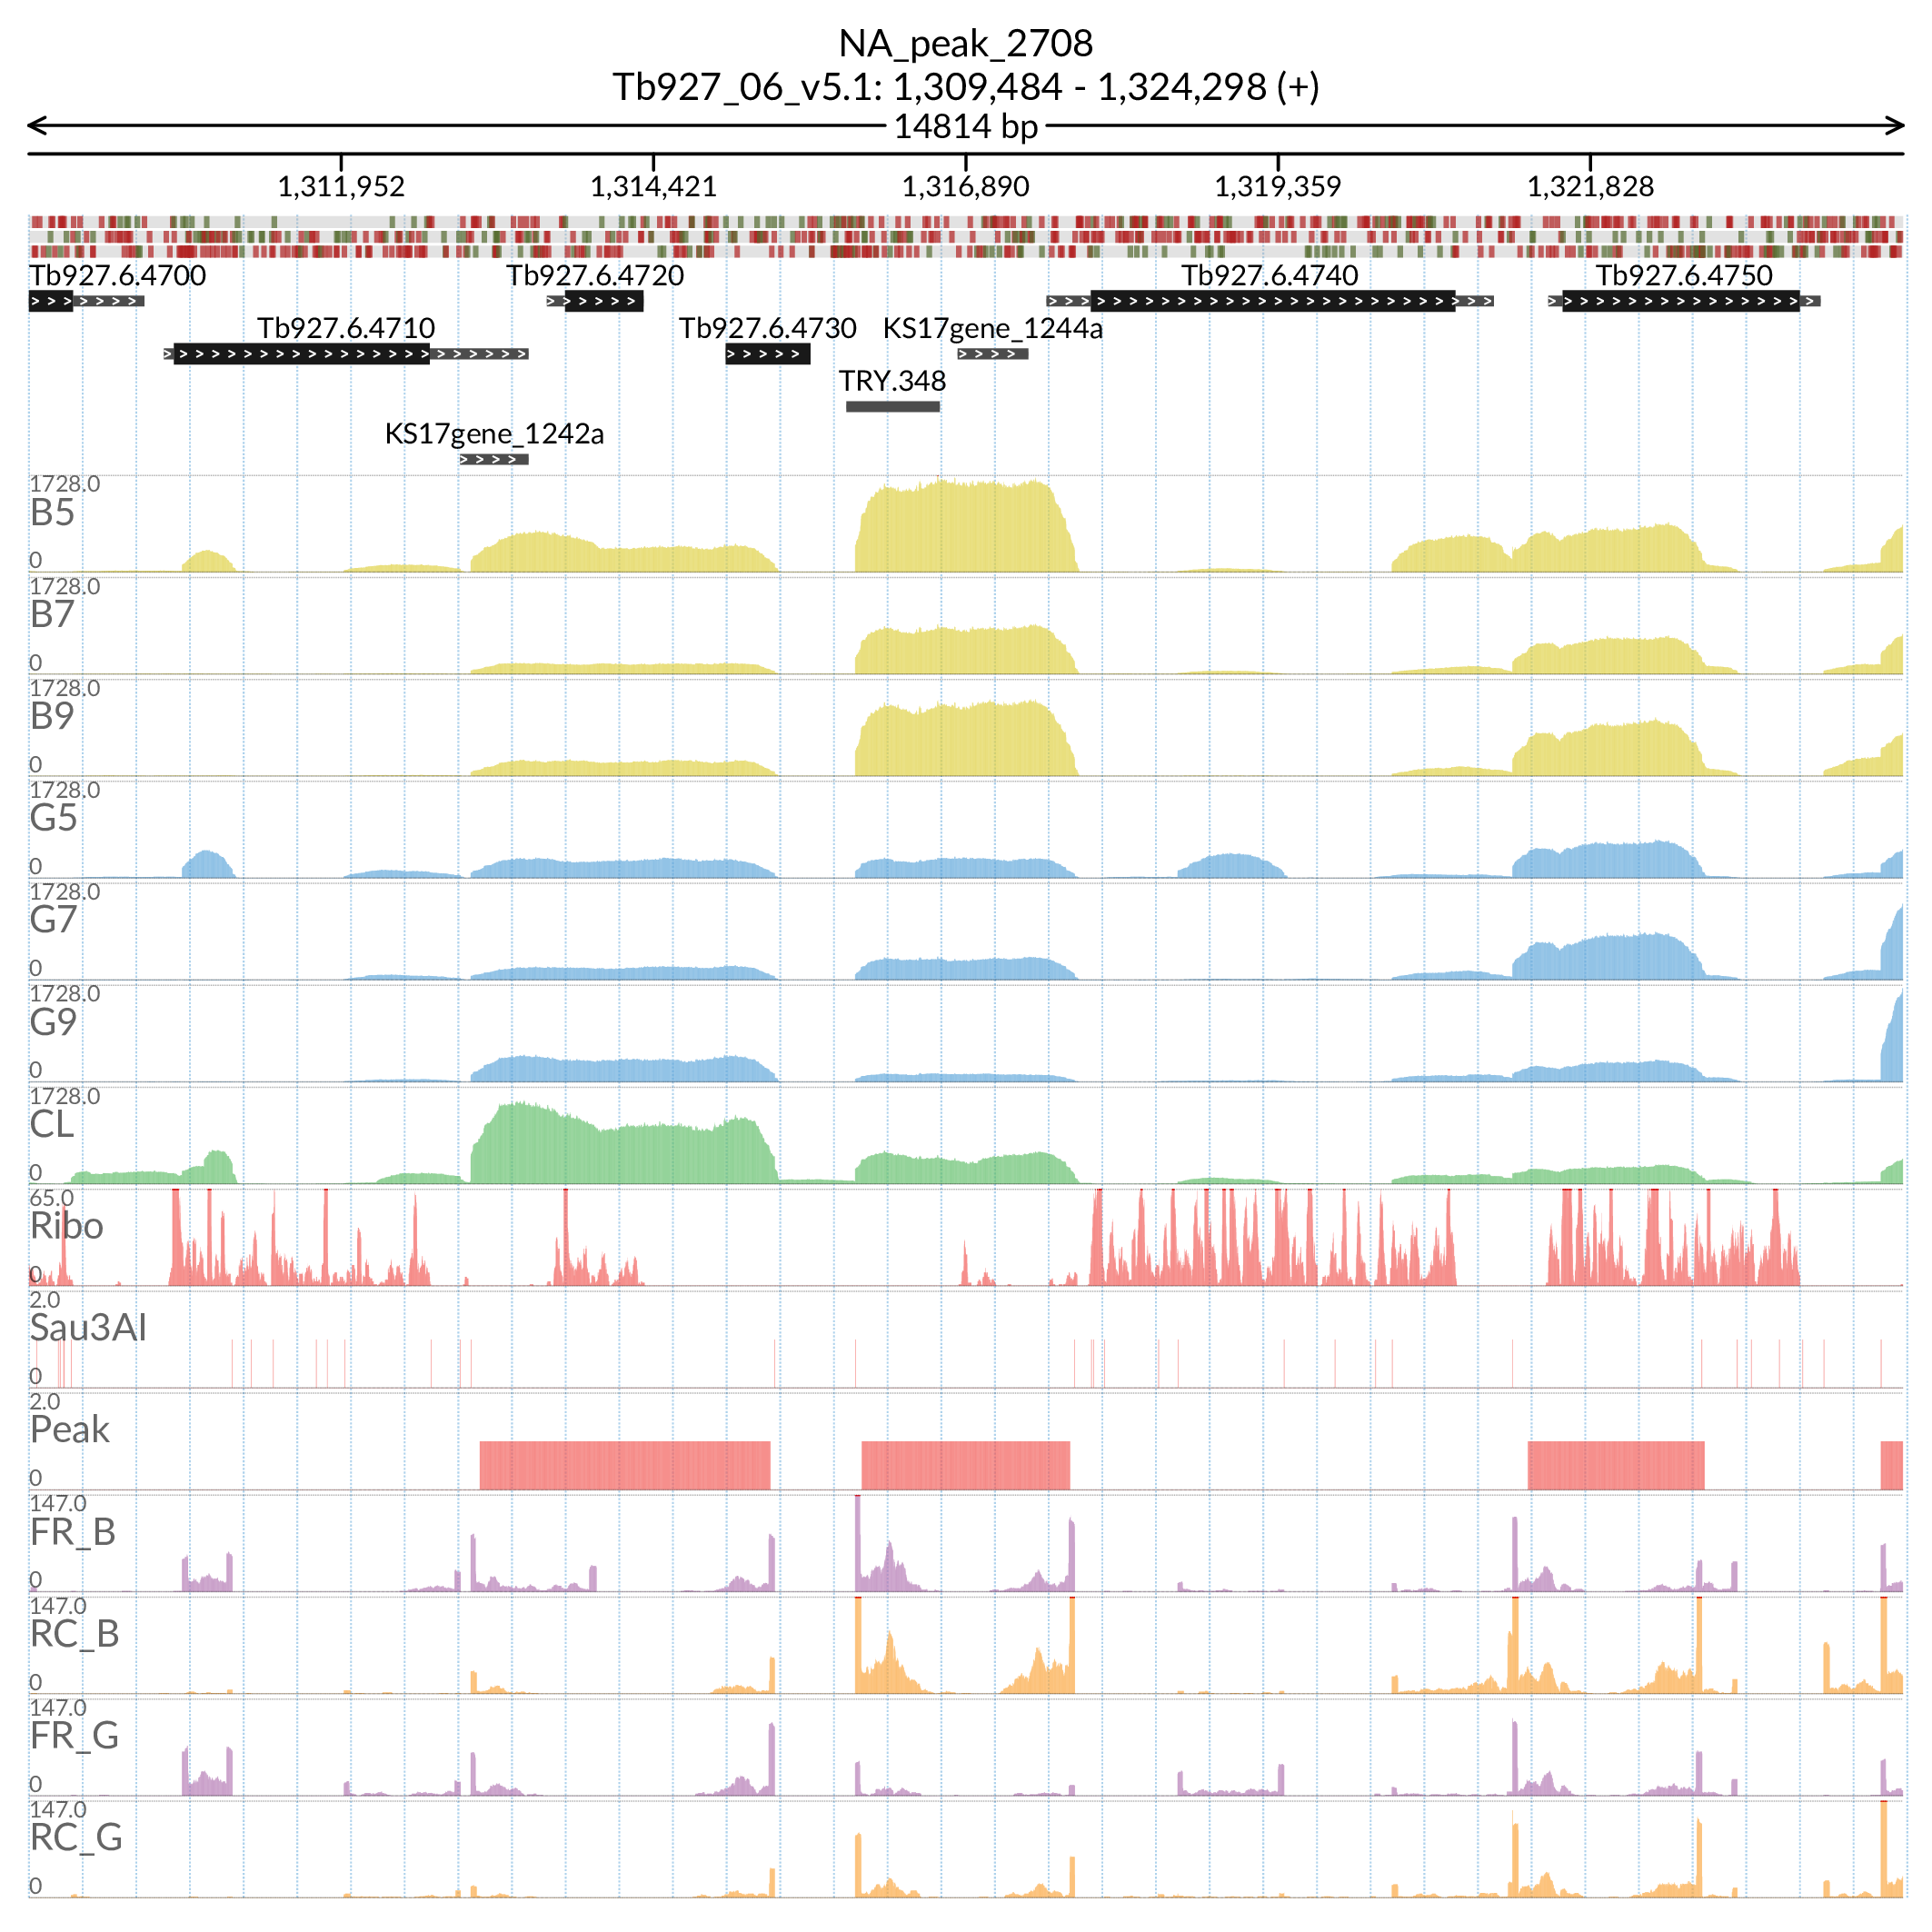 NA_peak_2708
Tb927_06_v5.1: 1,309,484 - 1,324,298 (+)
14814 bp
1,311,952 1,314,421 1,316,890 1,319,359 1,321,828
Tb927.6.4700 Tb927.6.4720 Tb927.6.4740 Tb927.6.4750
Tb927.6.4710 Tb927.6.4730 KS17gene_1244a
TRY.348
KS17gene_1242a
1728.0
B5
0
1728.0
B7
0
1728.0
B9
0
1728.0
G5
0
1728.0
G7
0
1728.0
G9
0
1728.0
CL
0
65.0
Ribo
0
2.0
Sau3AI
0
2.0
Peak
0
147.0
FR_B
0
147.0
RC_B
0
147.0
FR_G
0
147.0
RC_G
0